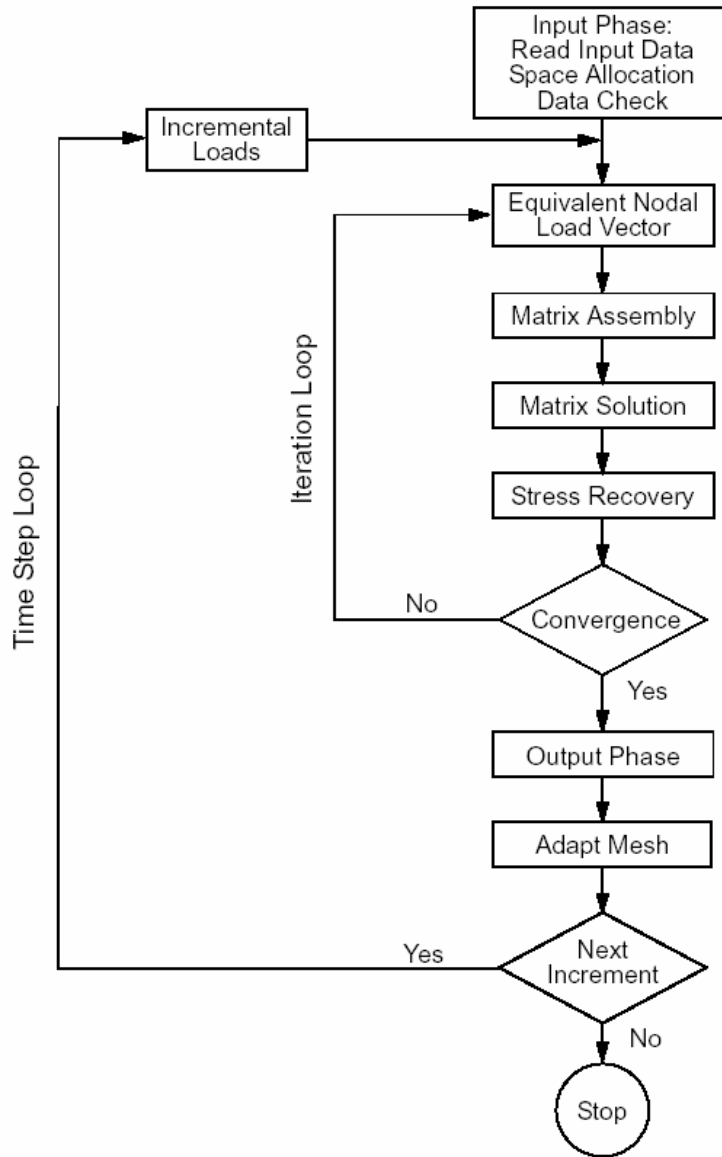 Input Phase:
Read Input Data
Space Allocation
Data Check
Incremental
Loads
Equivalent Nodal
Load Vector
Matrix Assembly
Matrix Solution
Iteration Loop
Stress Recovery
Time Step Loop
No
Convergence
Yes
Output Phase
Adapt Mesh
Yes
Next
Increment
No
Stop